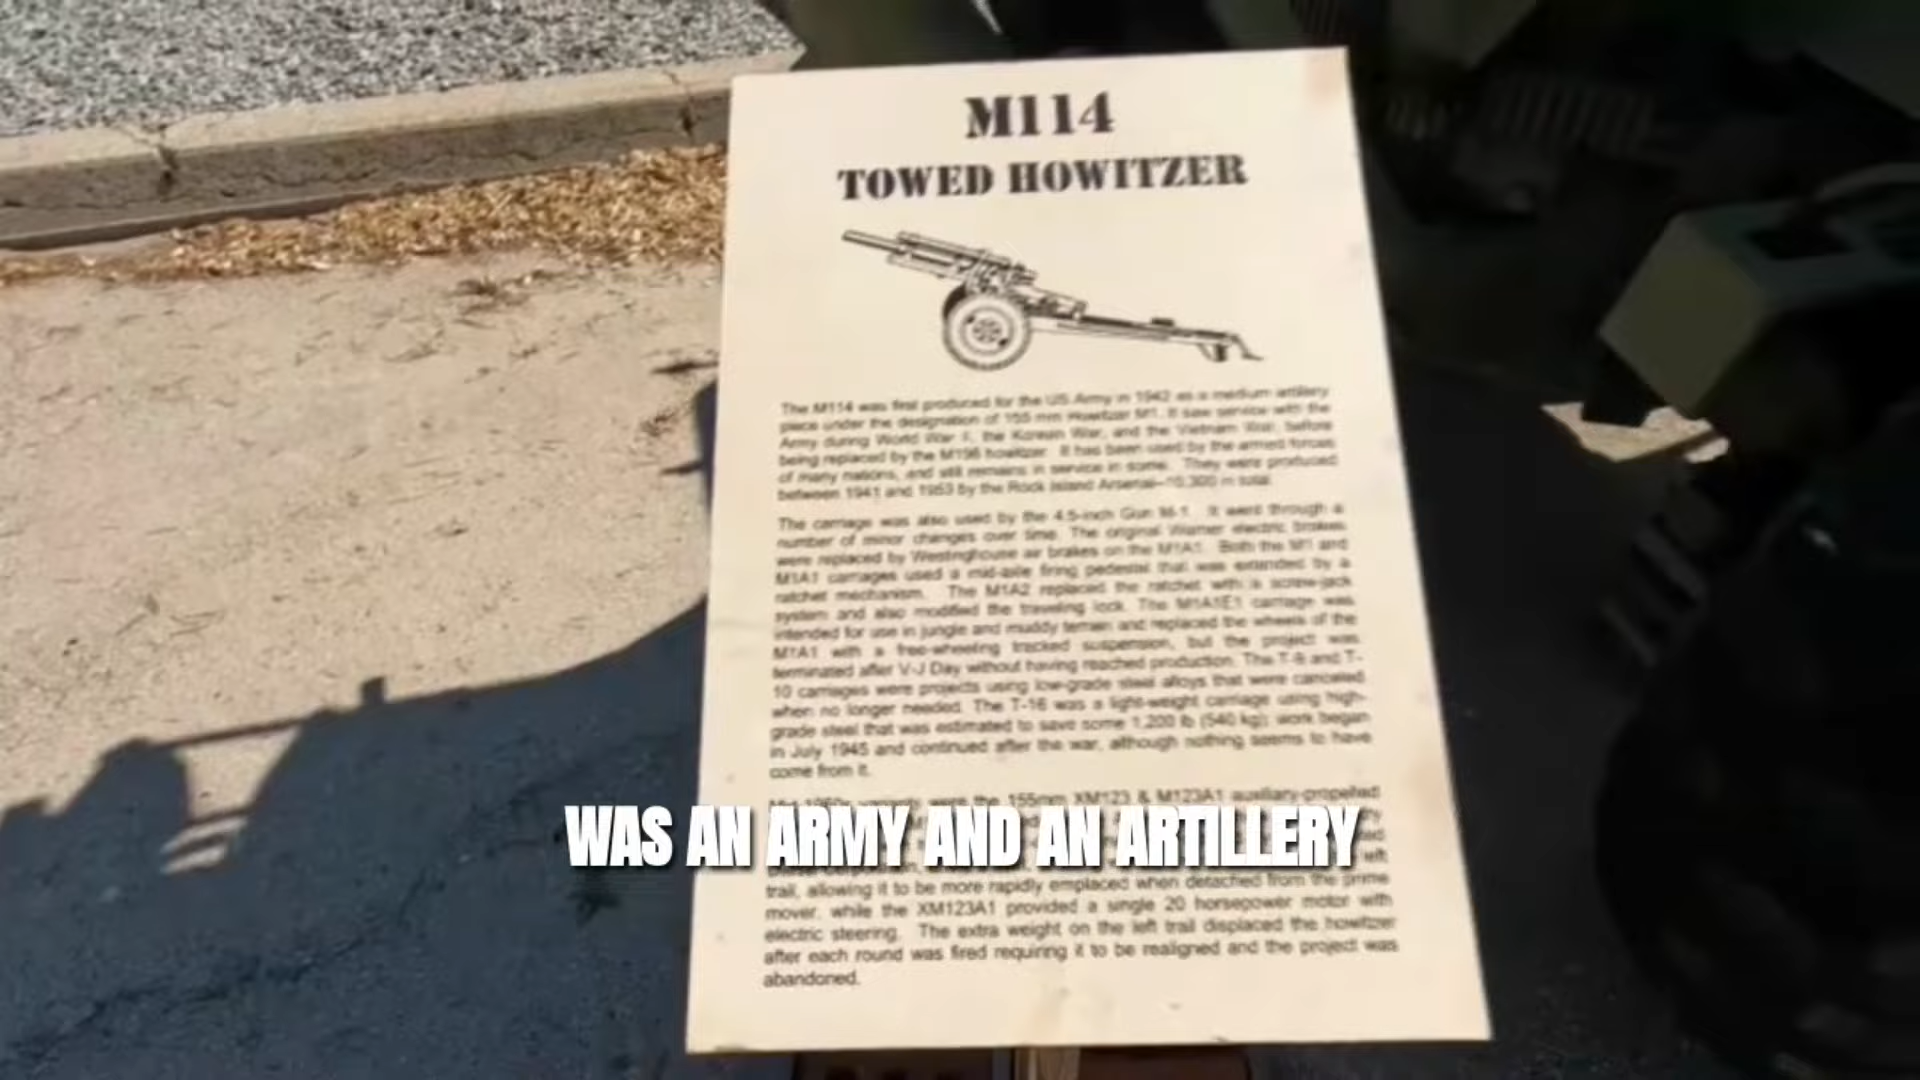 M114
TOWED HOWITZER
The M114 was first produced for the US Army in 1942 as a medium artillery
piece under the designation of 155 mm Howitzer M1. It saw service with the
Army during World War II, the Korean War, and the Vietnam War, before
being replaced by the M198 howitzer. It has been used by the armed forces
of many nations, and still remains in service in some. They were produced
between 1941 and 1953 by the Rock Island Arsenal–10,300 in total.
The carriage was also used by the 4.5-inch Gun M-1. It went through a
number of minor changes over time. The original Warner electric brakes
were replaced by Westinghouse air brakes on the M1A1. Both the M1 and
M1A1 carriages used a mid-axle firing pedestal that was extended by a
ratchet mechanism. The M1A2 replaced the ratchet with a screw-jack
system and also modified the traveling lock. The M1A1E1 carriage was
intended for use in jungle and muddy terrain and replaced the wheels of the
M1A1 with a free-wheeling tracked suspension, but the project was
terminated after V-J Day without having reached production. The T-9 and T-
10 carriages were projects using low-grade steel alloys that were canceled
when no longer needed. The T-16 was a light-weight carriage using high-
grade steel that was estimated to save some 1,200 lb (540 kg); work began
in July 1945 and continued after the war, although nothing seems to have
come from it.
were the 155mm XM123 & M123A1 auxiliary-propelled
WAS AN ARMY AND AN ARTILLERY
left
trail, allowing it to be more rapidly emplaced when detached from the prime
mover, while the XM123A1 provided a single 20 horsepower motor with
electric steering. The extra weight on the left trail displaced the howitzer
after each round was fired requiring it to be realigned and the project was
abandoned.